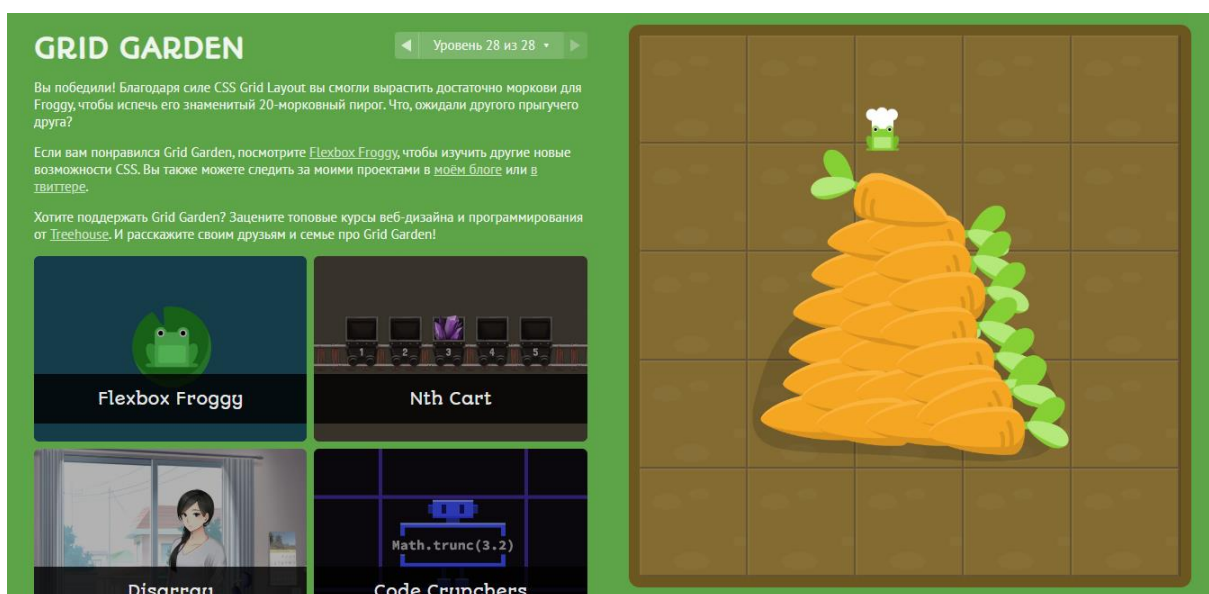 GRID GARDEN
Уровень 28 из 28
Вы победили! Благодаря силе CSS Grid Layout вы смогли вырастить достаточно моркови для
Froggy, чтобы испечь его знаменитый 20-морковный пирог. Что, ожидали другого прыгучего
друга?
Если вам понравился Grid Garden, посмотрите Flexbox Froggy, чтобы изучить другие новые
возможности CSS. Вы также можете следить за моими проектами в моём блоге или в
твиттере.
Хотите поддержать Grid Garden? Зацените топовые курсы веб-дизайна и программирования
от Treehouse. И расскажите своим друзьям и семье про Grid Garden!
1 2 3 4 5
Flexbox Froggy
Nth Cart
Math.trunc(3.2)
Disarray
Code Crunchers